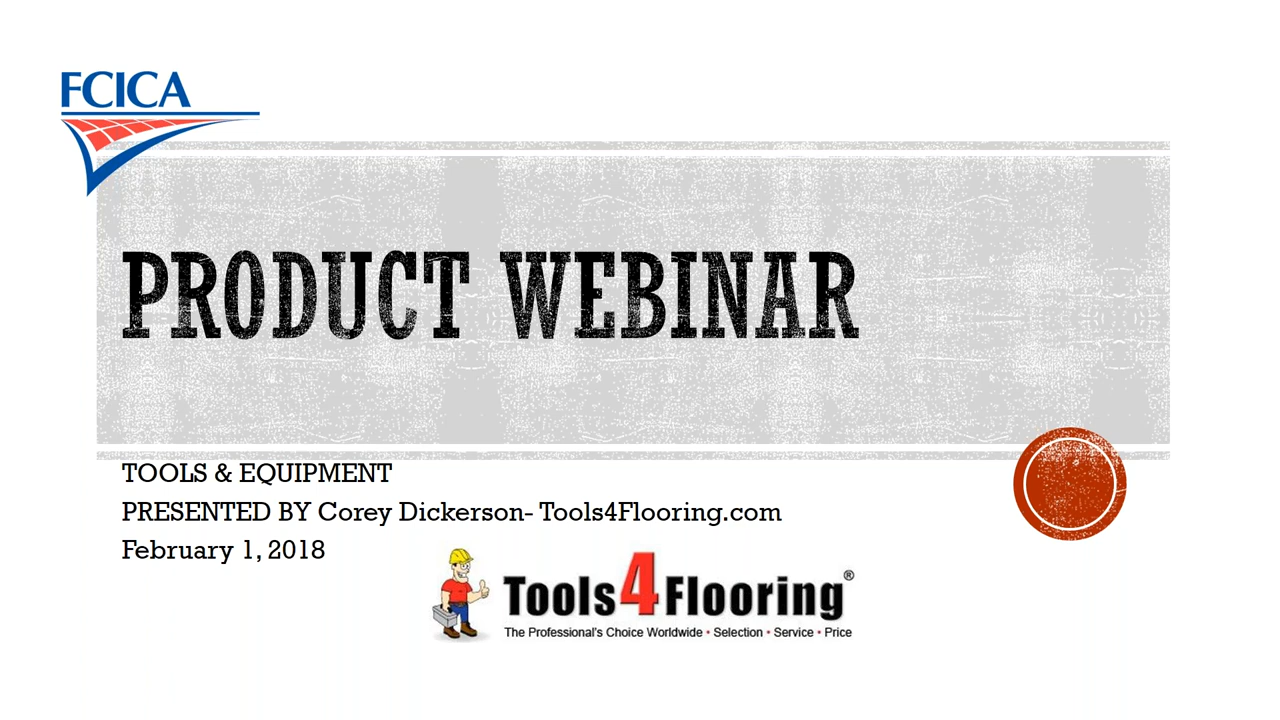 FCICA
PRODUCT WEBINAR
TOOLS & EQUIPMENT
PRESENTED BY Corey Dickerson- Tools4Flooring.com
February 1, 2018
Tools4Flooring®
The Professional's Choice Worldwide • Selection • Service • Price